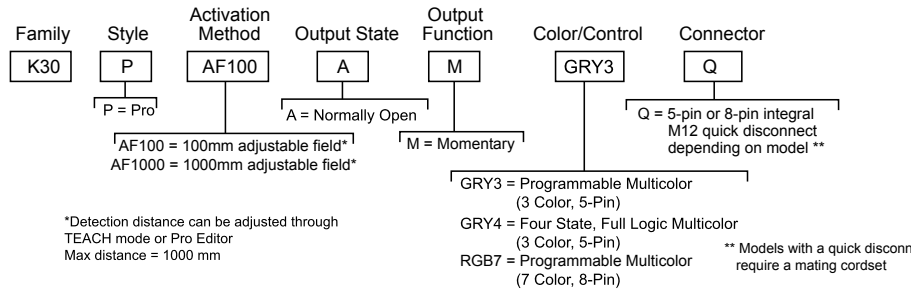 Family
Style
Activation
Method
Output State
Output
Function
Color/Control
Connector
K30
P
AF100
A
M
GRY3
Q
P = Pro
AF100 = 100mm adjustable field*
AF1000 = 1000mm adjustable field*
A = Normally Open
M = Momentary
GRY3 = Programmable Multicolor
(3 Color, 5-Pin)
GRY4 = Four State, Full Logic Multicolor
(3 Color, 5-Pin)
RGB7 = Programmable Multicolor
(7 Color, 8-Pin)
Q = 5-pin or 8-pin integral
M12 quick disconnect
depending on model **
*Detection distance can be adjusted through
TEACH mode or Pro Editor
Max distance = 1000 mm
** Models with a quick disconn
require a mating cordset